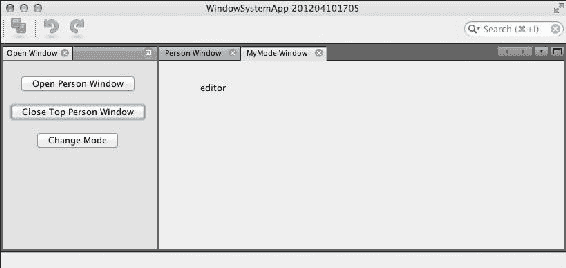 WindowSystemApp 201204101705
Search (⌘+I)
Open Window
Person Window
MyMode Window
Open Person Window
editor
Close Top Person Window
Change Mode